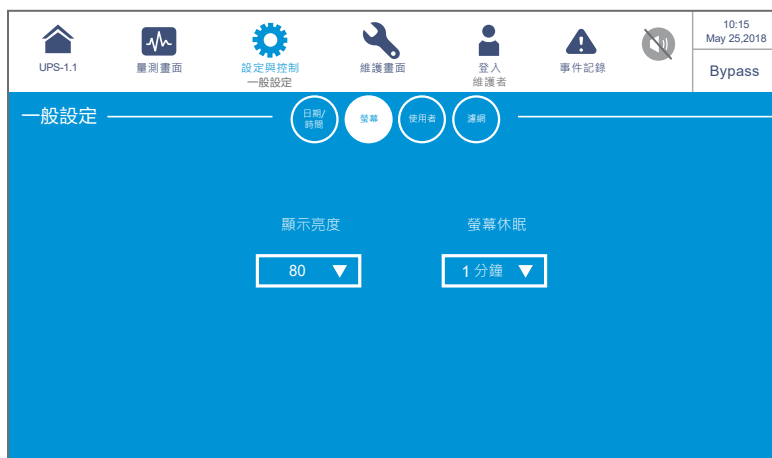 UPS-1.1
量測畫面
設定與控制
一般設定
維護畫面
登入
維護者
事件記錄
10:15
May 25,2018
Bypass
一般設定
日期/
時間
螢幕
使用者
濾網
顯示亮度
螢幕休眠
80
1 分鐘